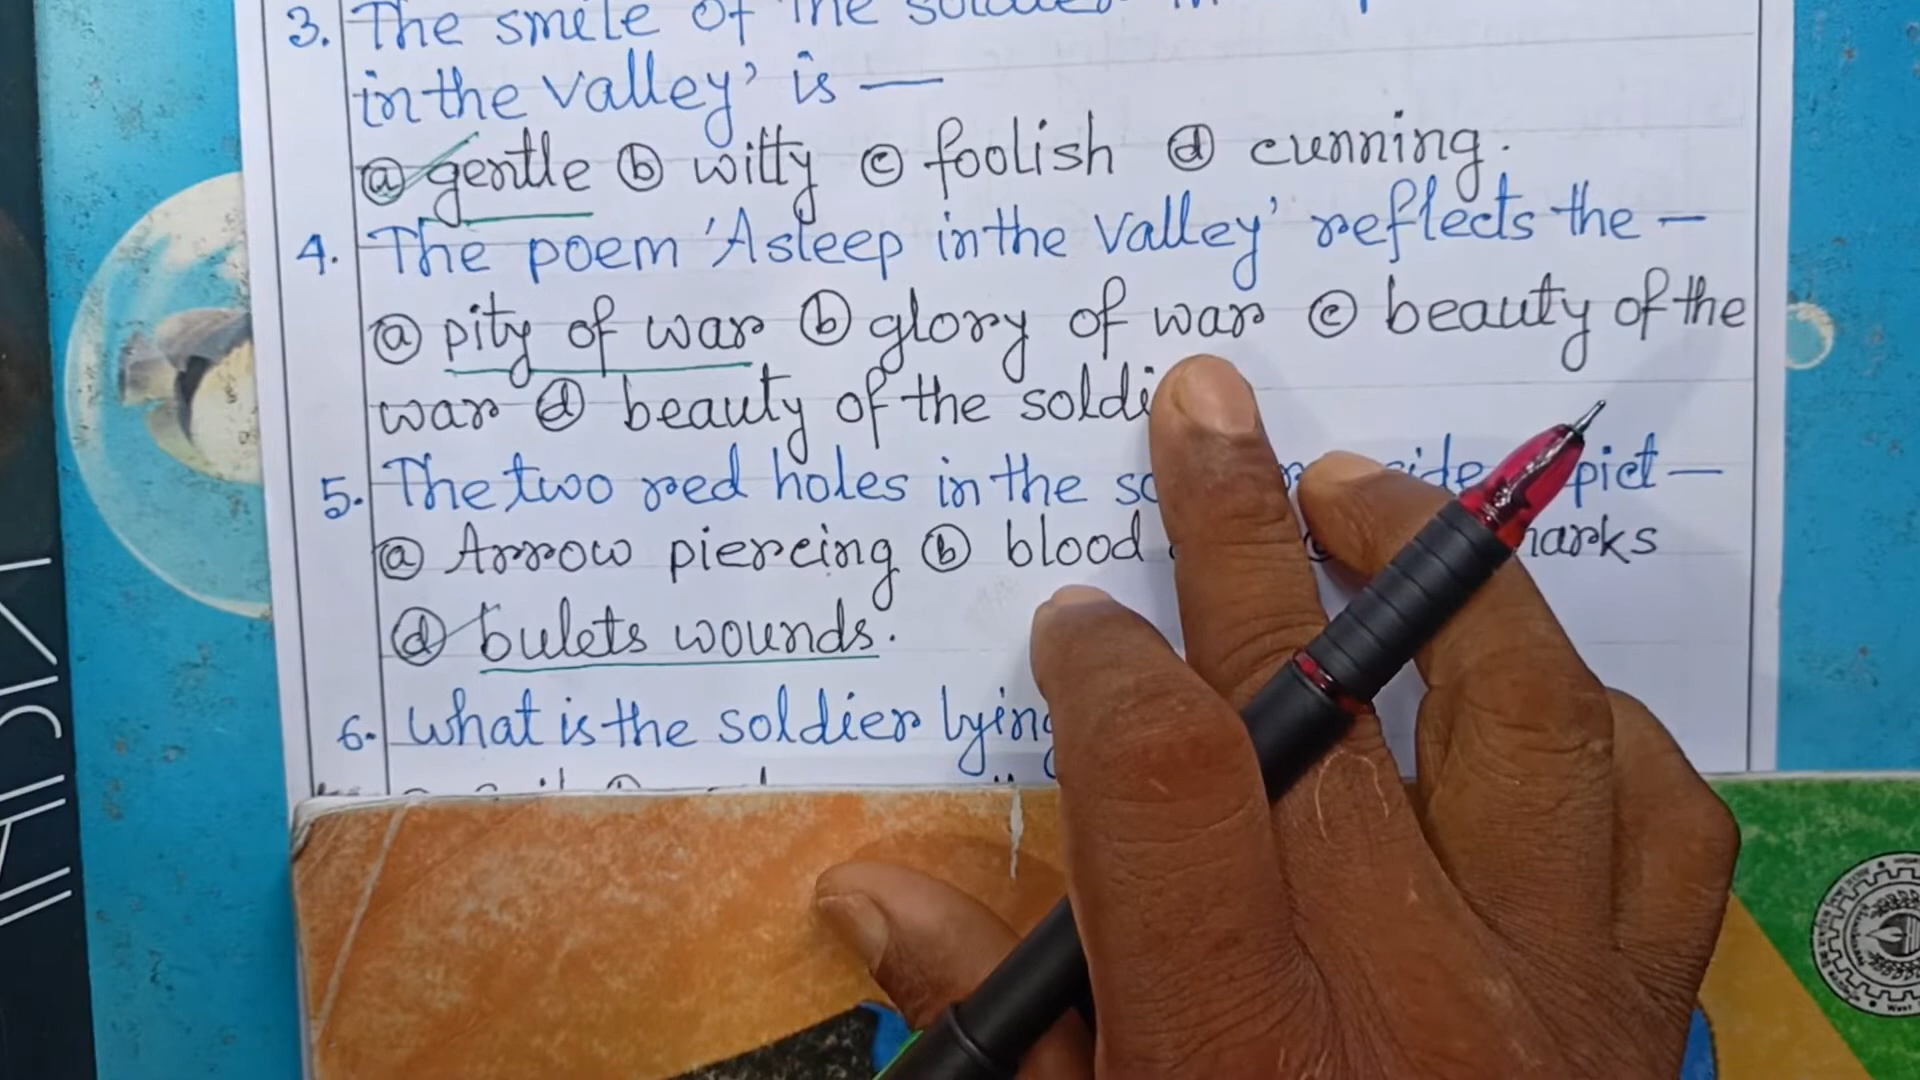 3. The smile of the
in the valley' is —
ⓐ gentle ⓑ witty ⓒ foolish ⓓ cunning.
4. The poem 'Asleep in the Valley' reflects the —
ⓐ pity of war ⓑ glory of war ⓒ beauty of the
war ⓓ beauty of the
5. The two red holes in the
ⓐ Arrow piercing ⓑ blood
ⓓ bulets wounds.
6. What is the soldier lying